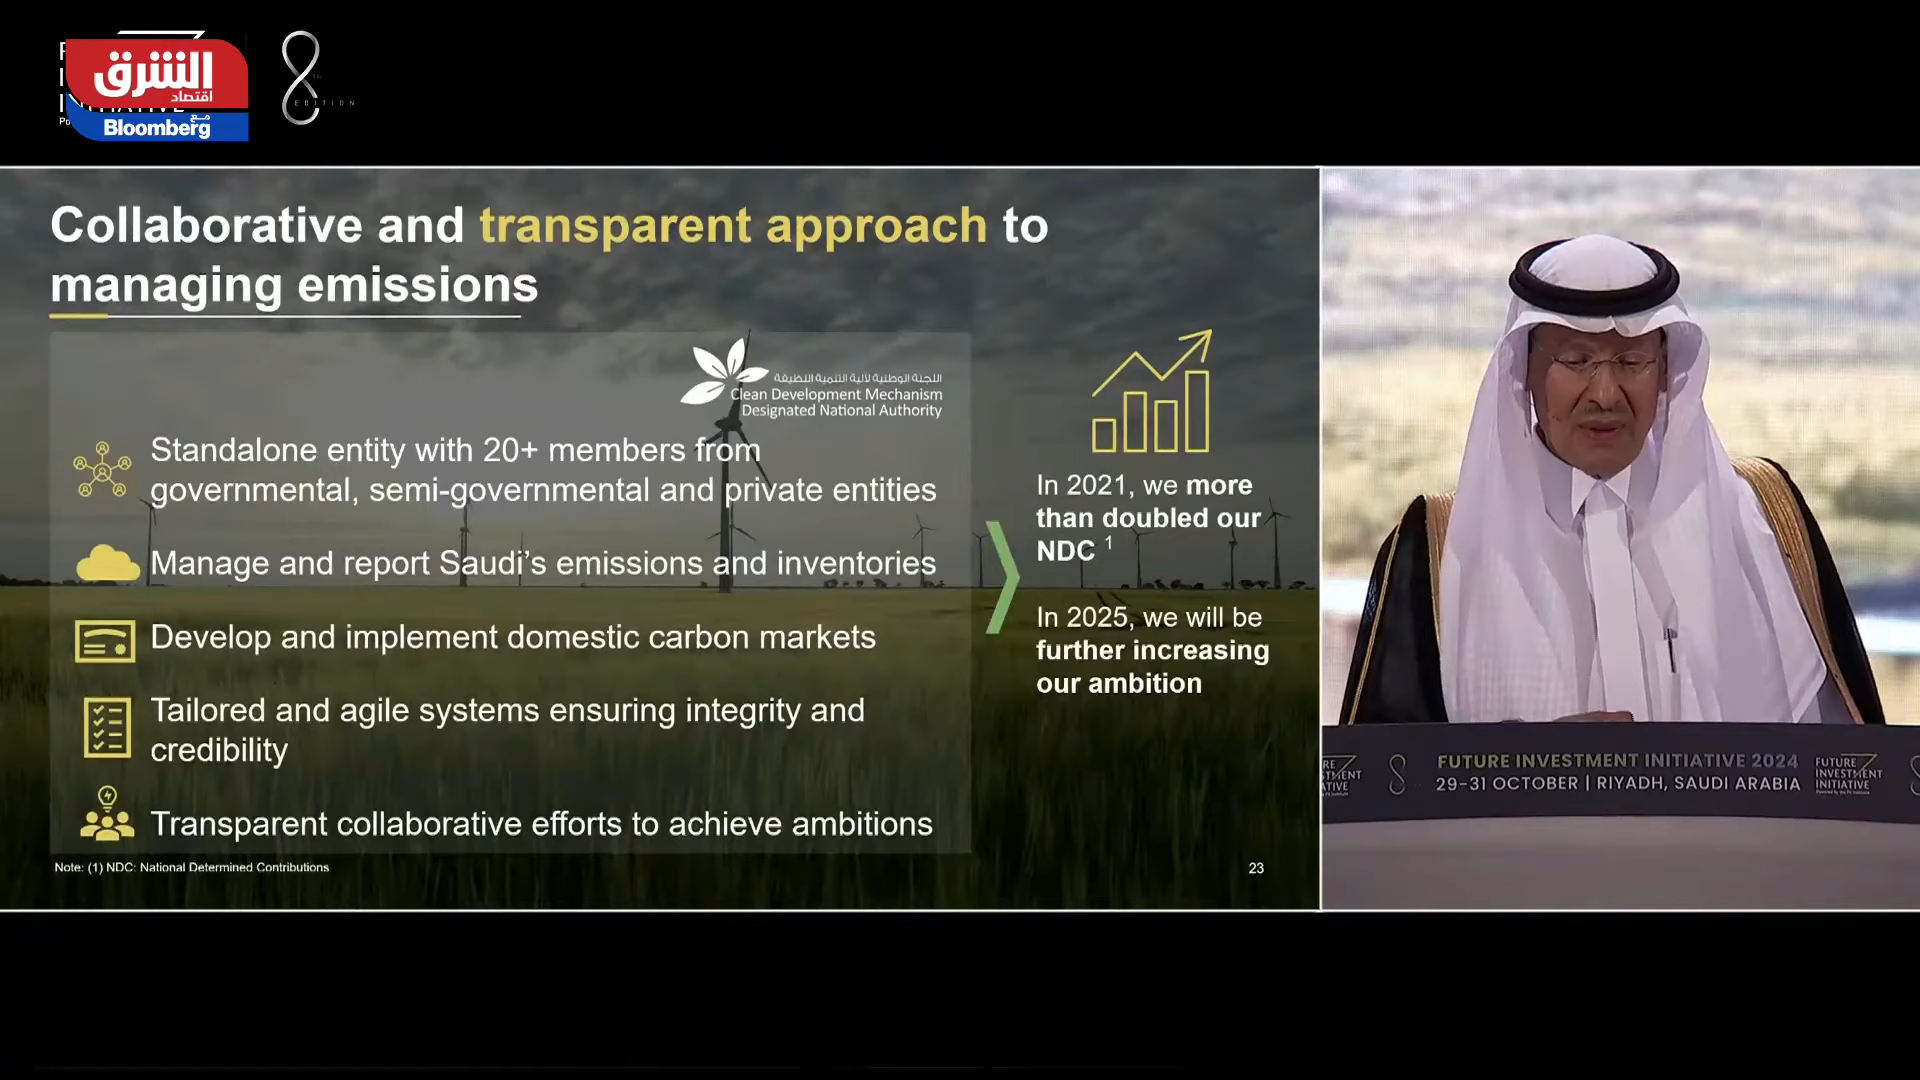 الشرق
اقتصاد
مع
Bloomberg
INITIATIVE
8
TH
EDITION
Collaborative and transparent approach to
managing emissions
اللجنة الوطنية لآلية التنمية النظيفة
Clean Development Mechanism
Designated National Authority
Standalone entity with 20+ members from
governmental, semi-governmental and private entities
Manage and report Saudi's emissions and inventories
Develop and implement domestic carbon markets
Tailored and agile systems ensuring integrity and
credibility
Transparent collaborative efforts to achieve ambitions
In 2021, we more
than doubled our
NDC 1
In 2025, we will be
further increasing
our ambition
Note: (1) NDC: National Determined Contributions
23
FUTURE INVESTMENT INITIATIVE 2024
29-31 OCTOBER | RIYADH, SAUDI ARABIA
FUTURE
INVESTMENT
INITIATIVE